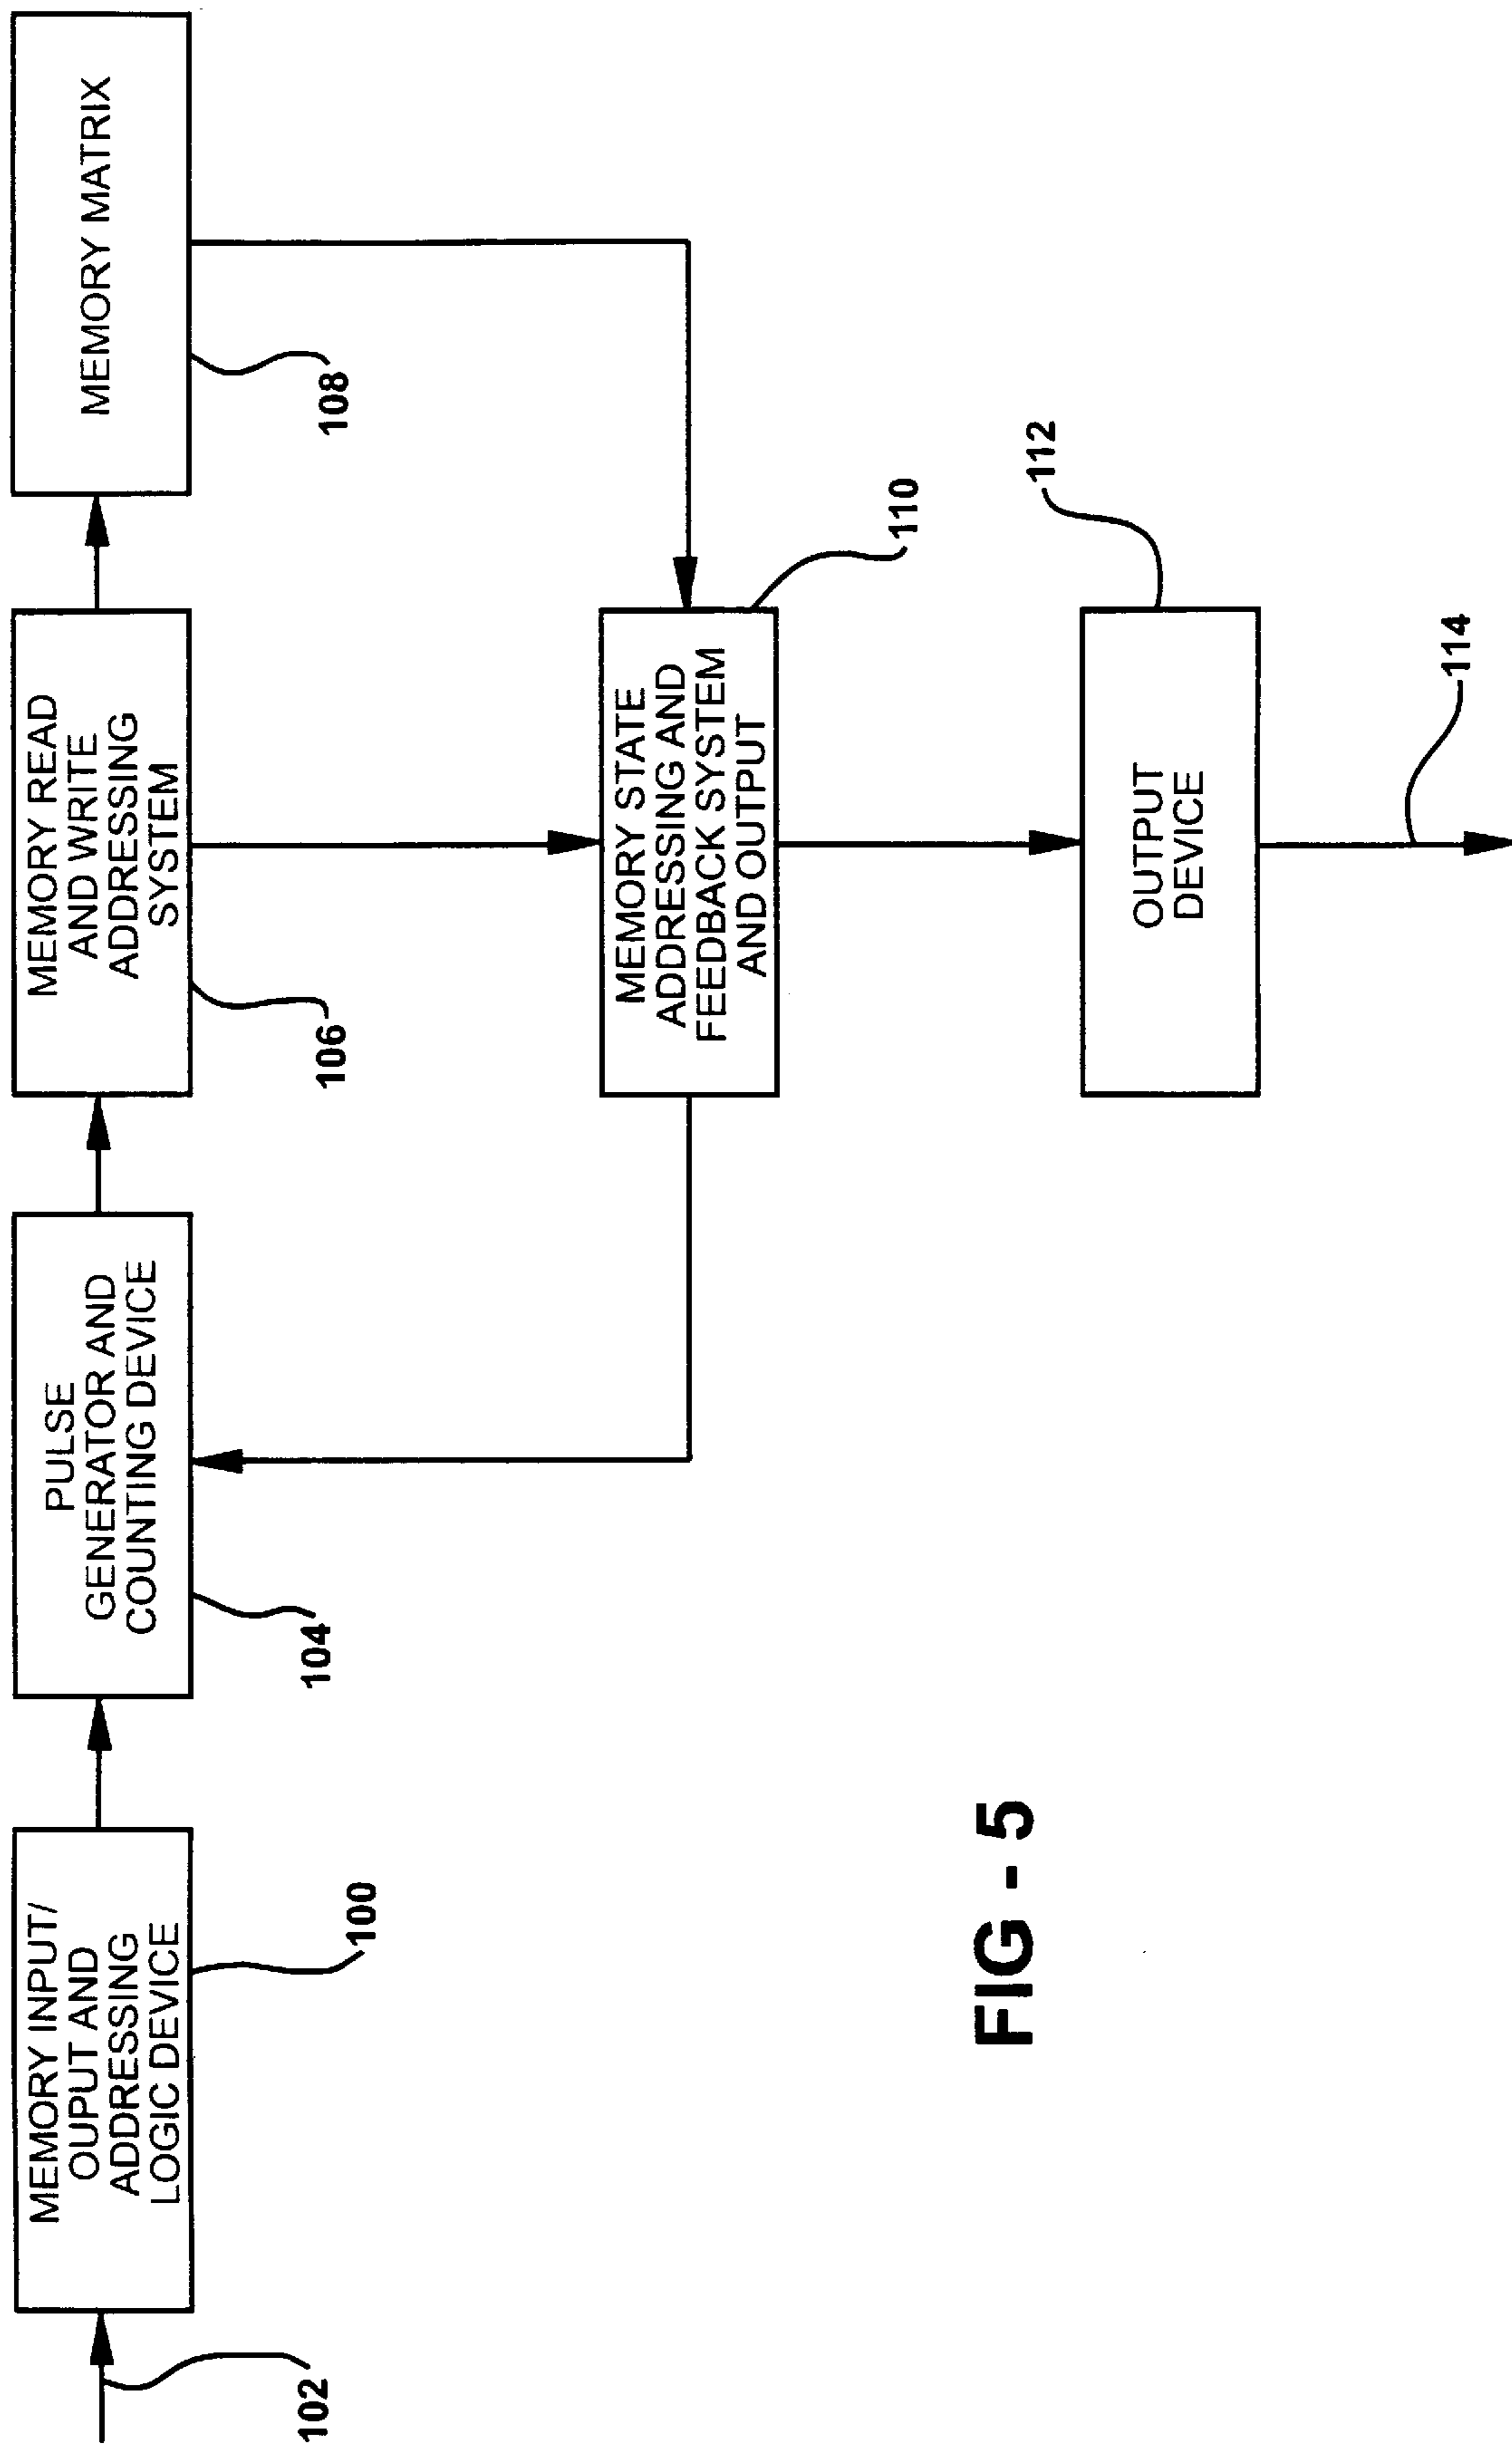 MEMORY INPUT/
OUPUT AND
ADDRESSING
LOGIC DEVICE
PULSE
GENERATOR AND
COUNTING DEVICE
MEMORY READ
AND WRITE
ADDRESSING
SYSTEM
MEMORY MATRIX
102
100
104
106
108
MEMORY STATE
ADDRESSING AND
FEEDBACK SYSTEM
AND OUTPUT
110
OUTPUT
DEVICE
112
114
FIG - 5